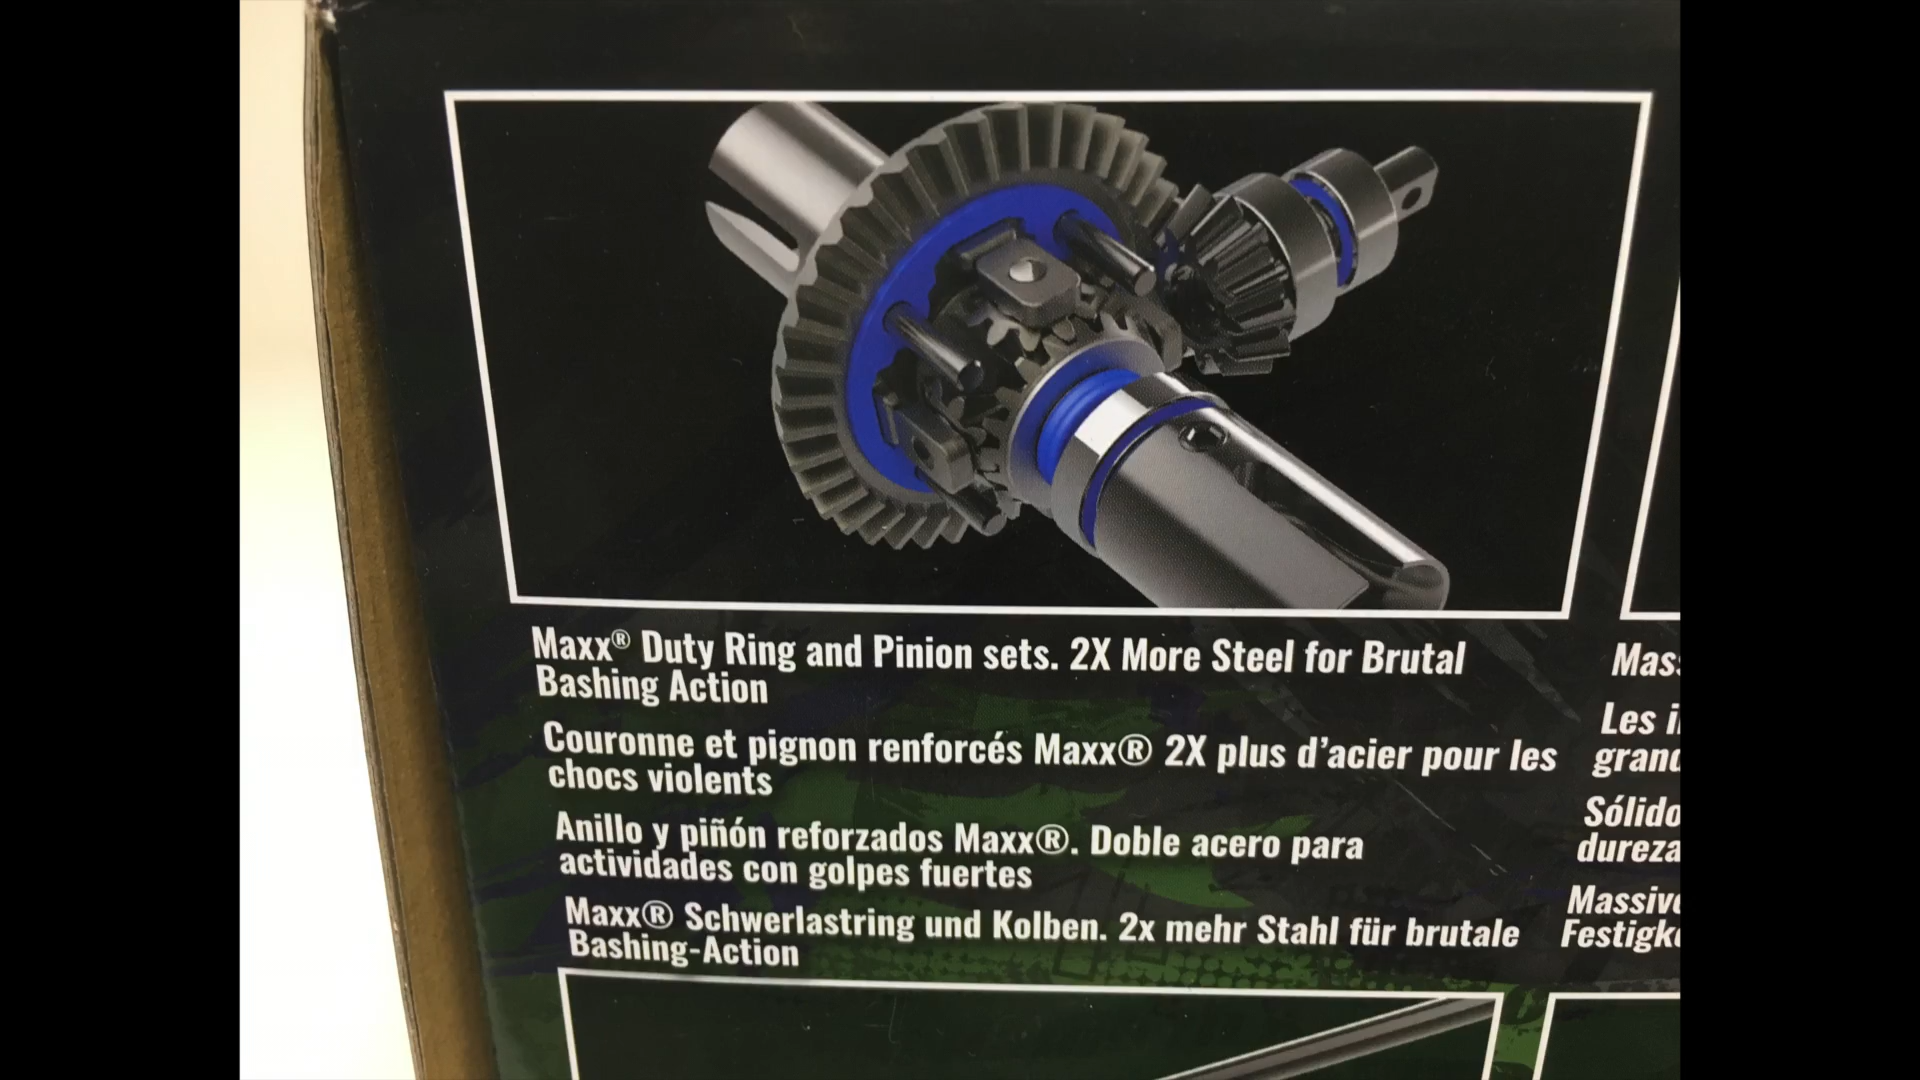 Maxx® Duty Ring and Pinion sets. 2X More Steel for Brutal
Bashing Action
Couronne et pignon renforcés Maxx® 2X plus d'acier pour les
chocs violents
Anillo y piñón reforzados Maxx®. Doble acero para
actividades con golpes fuertes
Maxx® Schwerlastring und Kolben. 2x mehr Stahl für brutale
Bashing-Action
Les